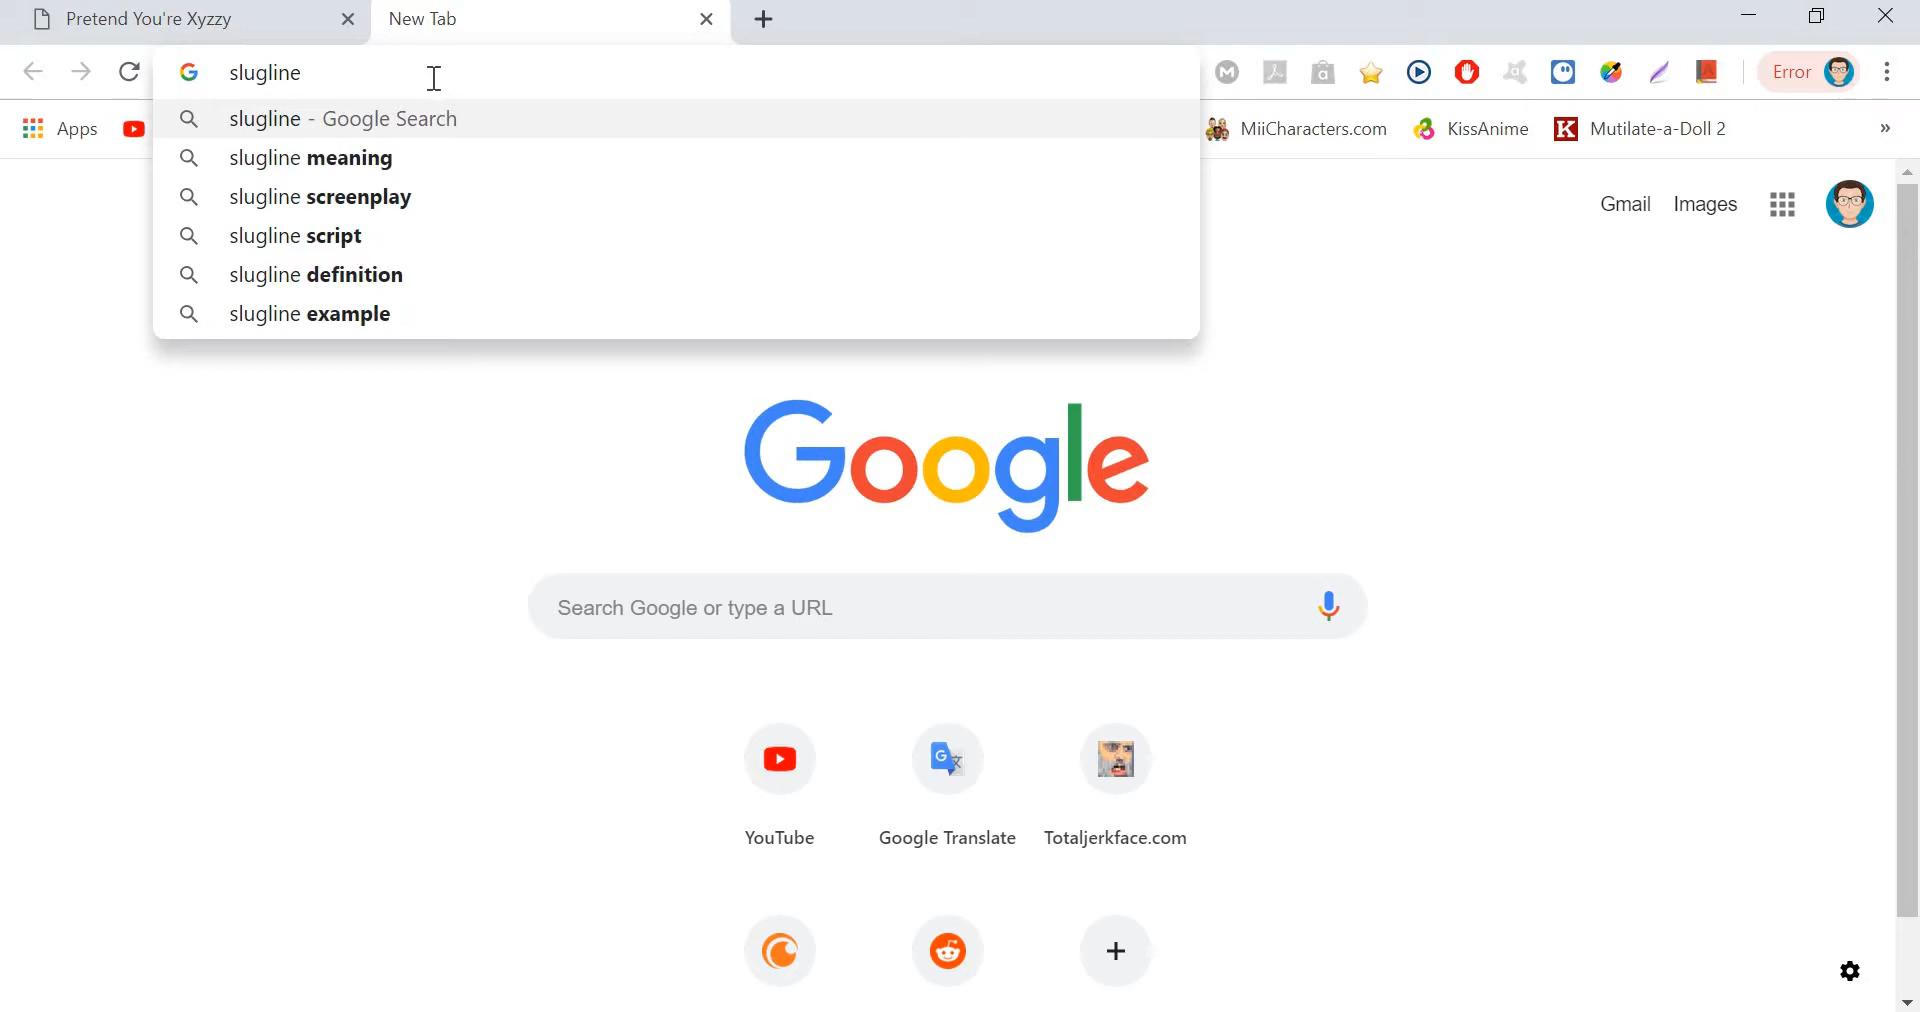 Pretend You're Xyzzy
New Tab
slugline
Error
slugline - Google Search
Apps
MiiCharacters.com
KissAnime
Mutilate-a-Doll 2
slugline meaning
slugline screenplay
Gmail
Images
slugline script
slugline definition
slugline example
Google
Search Google or type a URL
YouTube
Google Translate
Totaljerkface.com